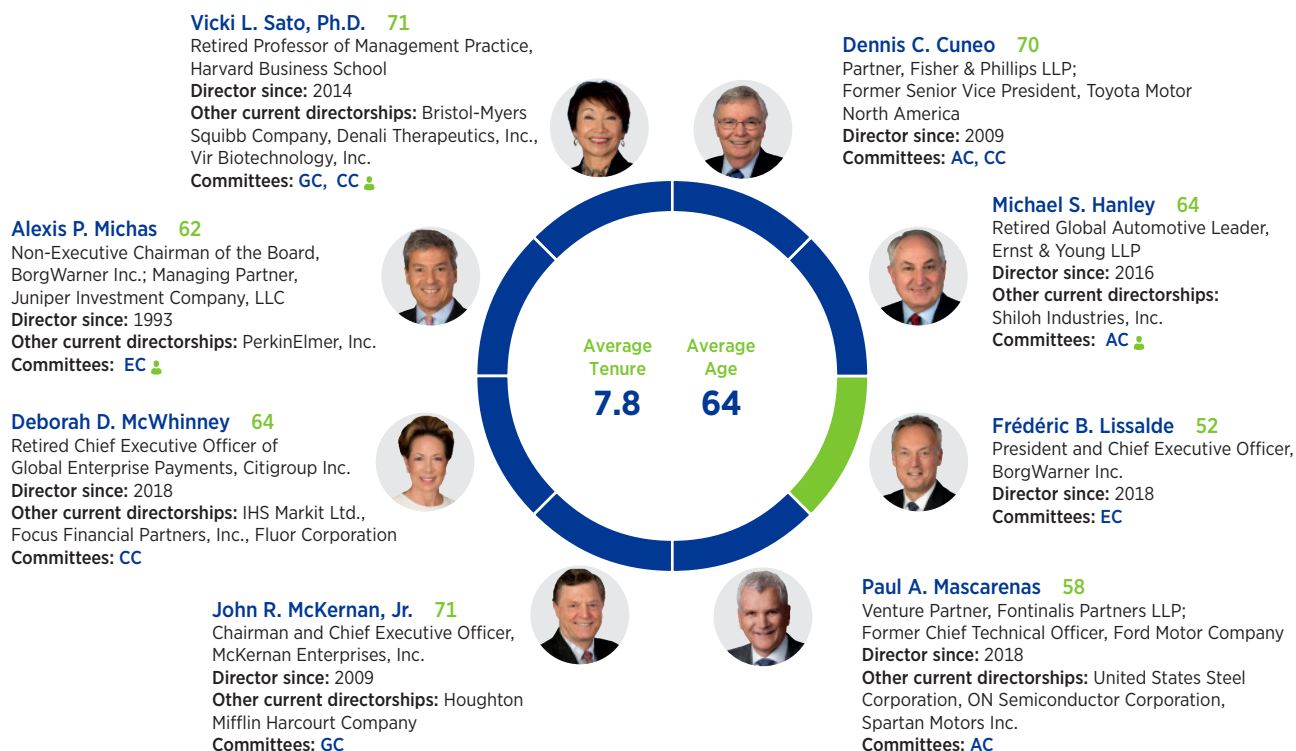 Vicki L. Sato, Ph.D. 71
Retired Professor of Management Practice,
Harvard Business School
Director since: 2014
Other current directorships: Bristol-Myers
Squibb Company, Denali Therapeutics, Inc.,
Vir Biotechnology, Inc.
Committees: GC, CC
Dennis C. Cuneo 70
Partner, Fisher & Phillips LLP;
Former Senior Vice President, Toyota Motor
North America
Director since: 2009
Committees: AC, CC
Alexis P. Michas 62
Non-Executive Chairman of the Board,
BorgWarner Inc.; Managing Partner,
Juniper Investment Company, LLC
Director since: 1993
Other current directorships: PerkinElmer, Inc.
Committees: EC
Michael S. Hanley 64
Retired Global Automotive Leader,
Ernst & Young LLP
Director since: 2016
Other current directorships:
Shiloh Industries, Inc.
Committees: AC
Average
Tenure
7.8
Average
Age
64
Deborah D. McWhinney 64
Retired Chief Executive Officer of
Global Enterprise Payments, Citigroup Inc.
Director since: 2018
Other current directorships: IHS Markit Ltd.,
Focus Financial Partners, Inc., Fluor Corporation
Committees: CC
Frédéric B. Lissalde 52
President and Chief Executive Officer,
BorgWarner Inc.
Director since: 2018
Committees: EC
John R. McKernan, Jr. 71
Chairman and Chief Executive Officer,
McKernan Enterprises, Inc.
Director since: 2009
Other current directorships: Houghton
Mifflin Harcourt Company
Committees: GC
Paul A. Mascarenas 58
Venture Partner, Fontinalis Partners LLP;
Former Chief Technical Officer, Ford Motor Company
Director since: 2018
Other current directorships: United States Steel
Corporation, ON Semiconductor Corporation,
Spartan Motors Inc.
Committees: AC